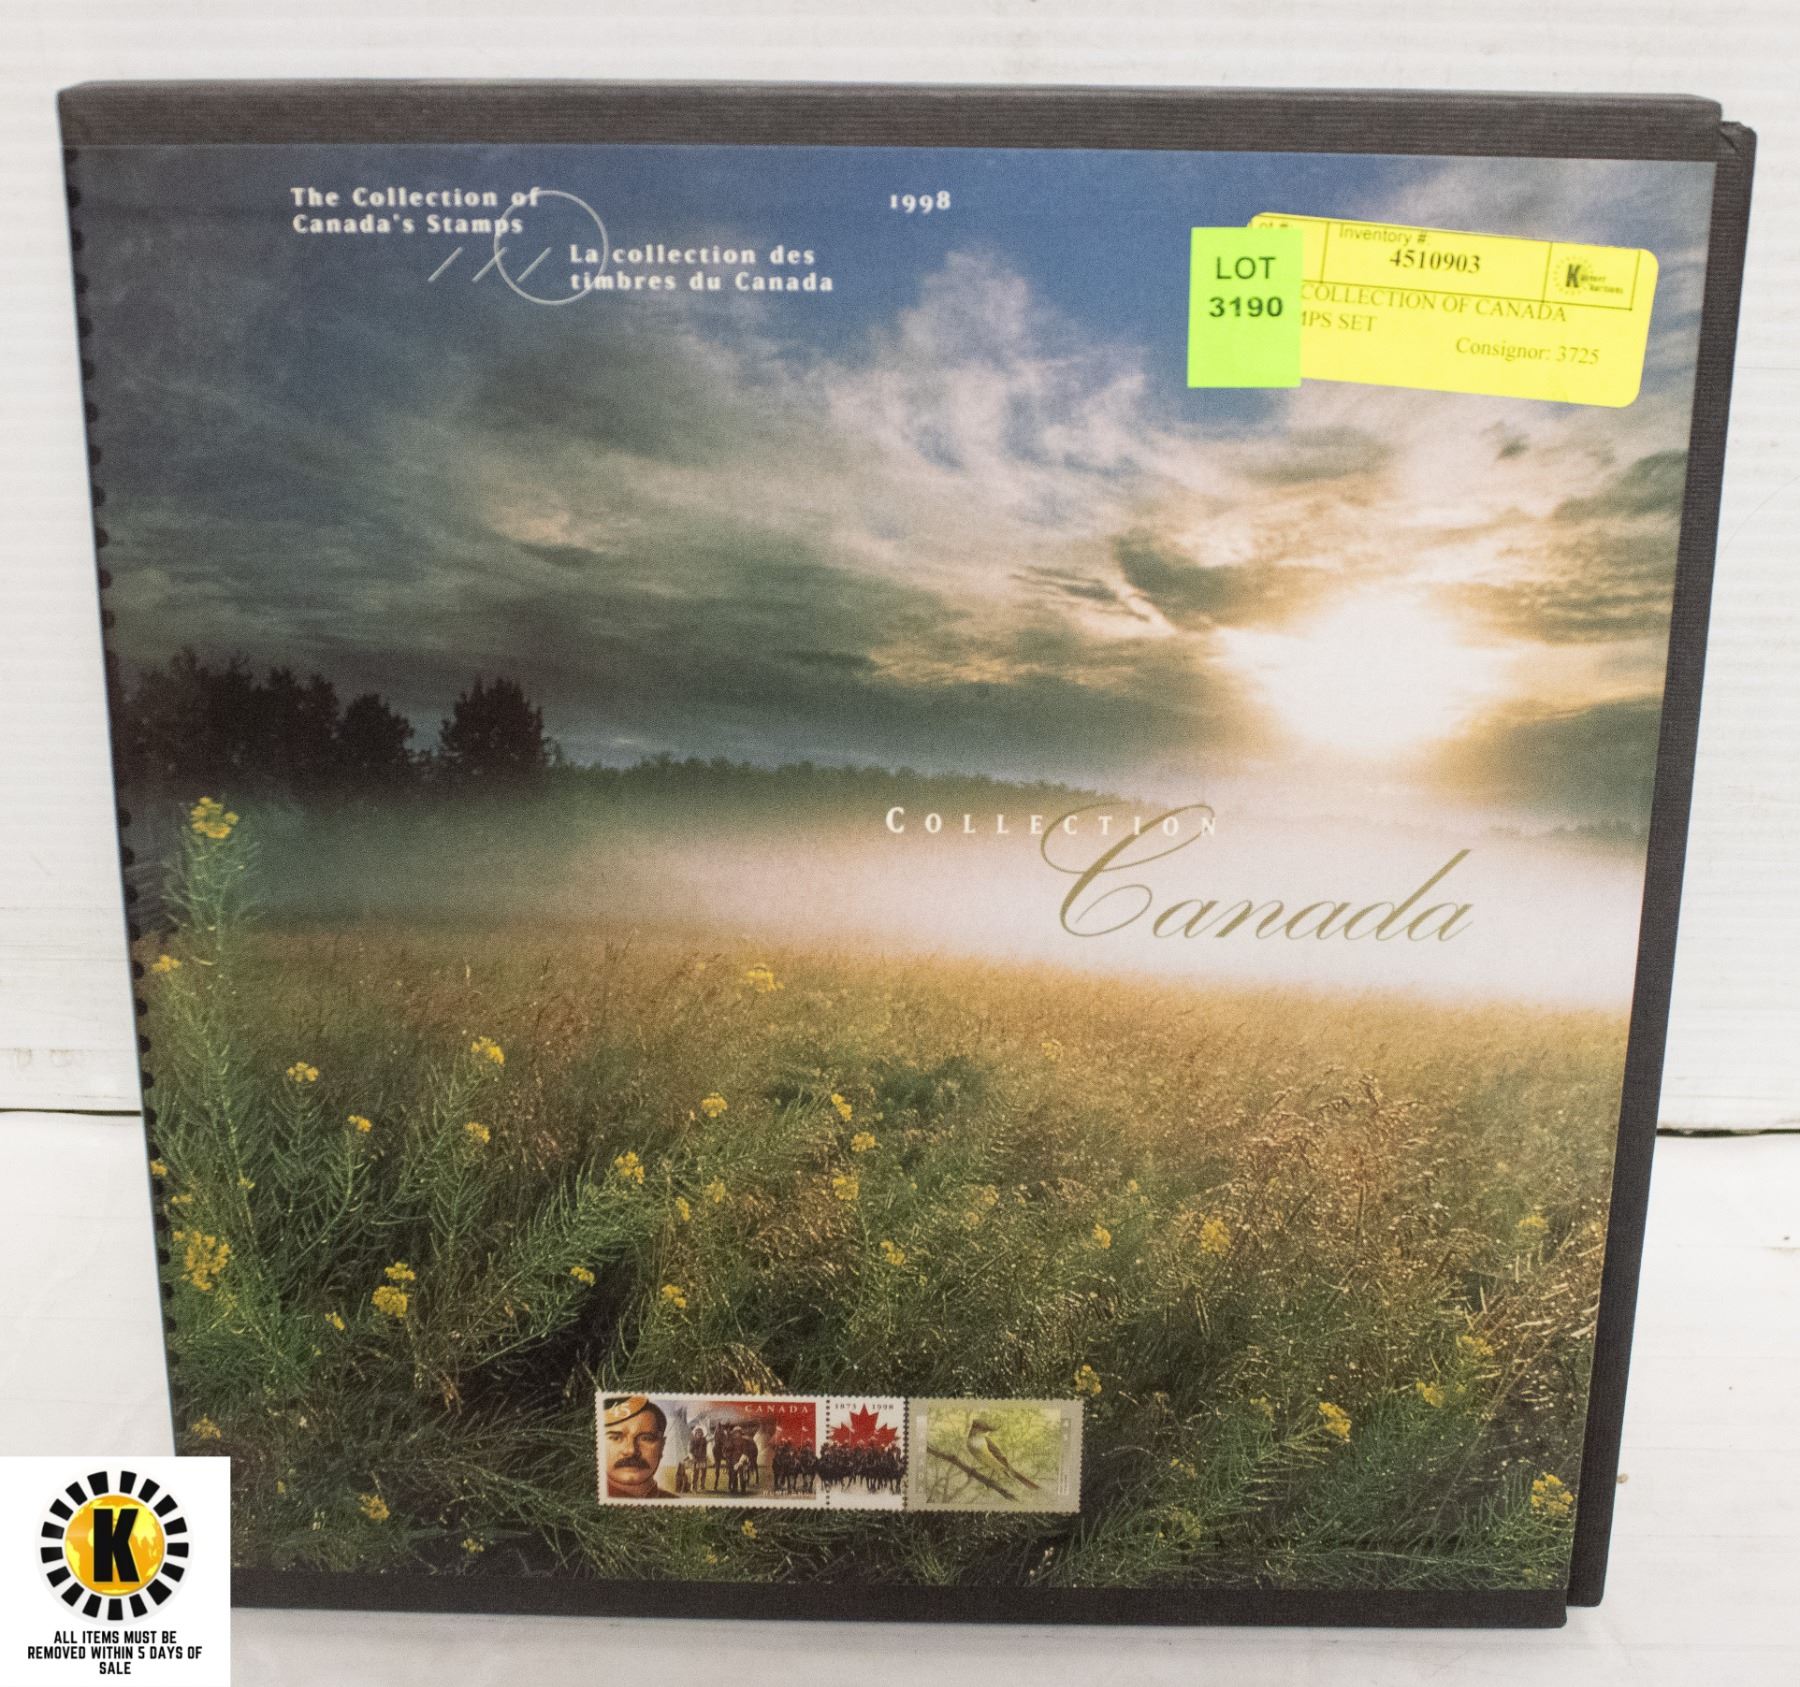 The Collection of
Canada's Stamps
La collection des
timbres du Canada
1998
LOT
3190
Inventory #:
4510903
COLLECTION OF CANADA
SET
Consignor: 3725
COLLECTION
Canada
45
CANADA
1873 1998
K
ALL ITEMS MUST BE
REMOVED WITHIN 5 DAYS OF
SALE